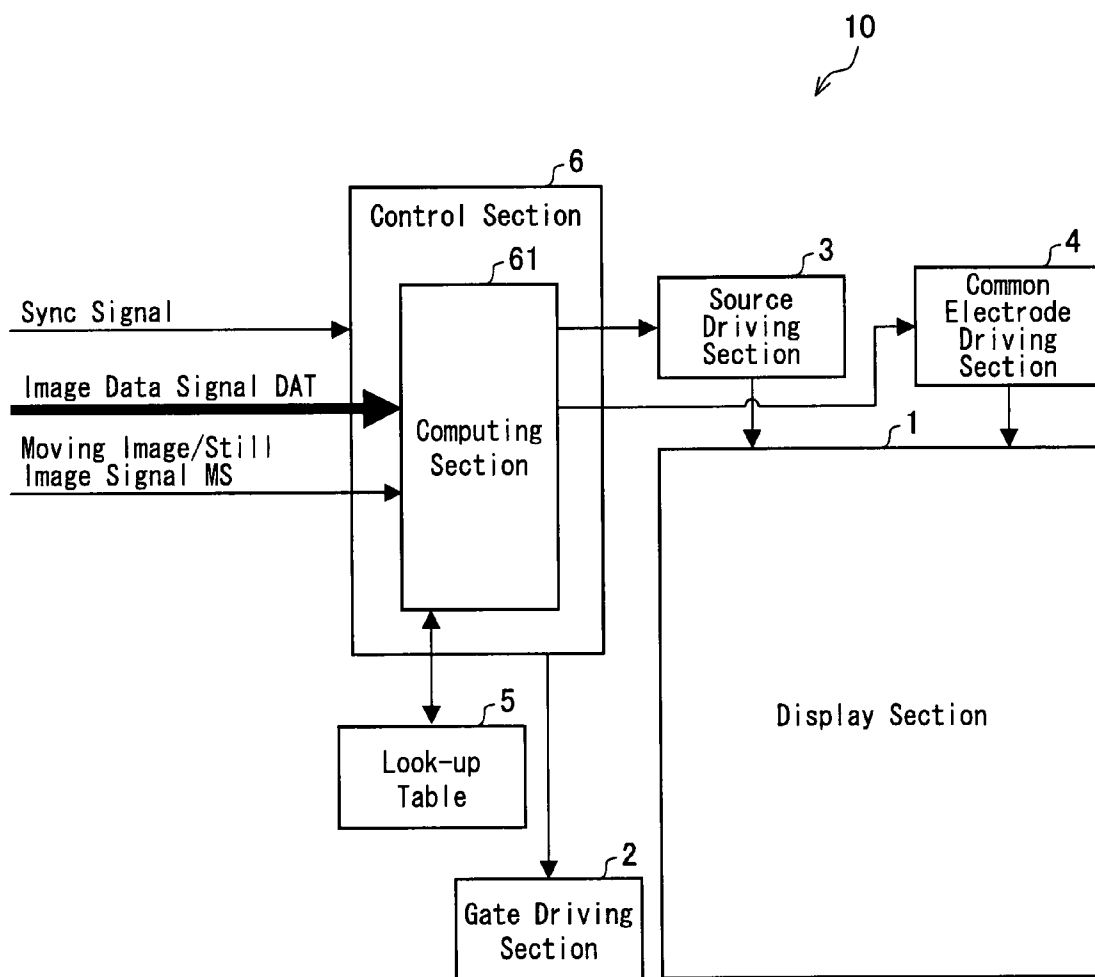 10
6
Control Section
61
3
4
Source
Driving
Section
Common
Electrode
Driving
Section
Sync Signal
Image Data Signal DAT
Moving Image/Still
Image Signal MS
Computing
Section
1
Display Section
5
Look-up
Table
2
Gate Driving
Section